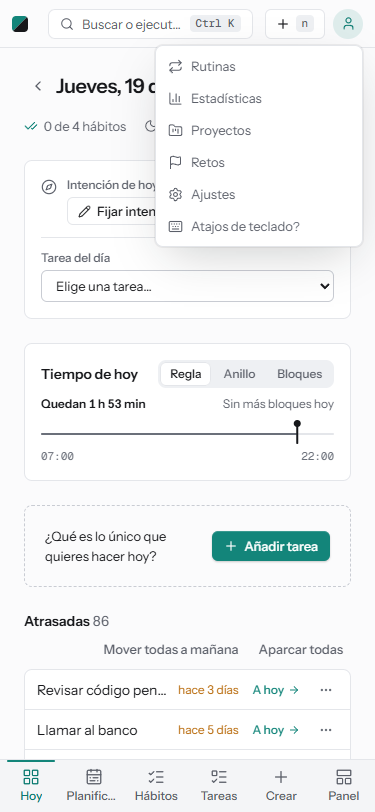 Buscar o ejecut... Ctrl K
+ n
Rutinas
Estadísticas
Proyectos
Retos
Ajustes
Atajos de teclado?
Jueves, 19 d
0 de 4 hábitos
Intención de hoy
Fijar inten
Tarea del día
Elige una tarea...
Tiempo de hoy
Regla Anillo Bloques
Quedan 1 h 53 min Sin más bloques hoy
07:00 22:00
¿Qué es lo único que
quieres hacer hoy?
+ Añadir tarea
Atrasadas 86
Mover todas a mañana Aparcar todas
Revisar código pen... hace 3 días A hoy →
Llamar al banco hace 5 días A hoy →
Hoy Planific... Hábitos Tareas Crear Panel